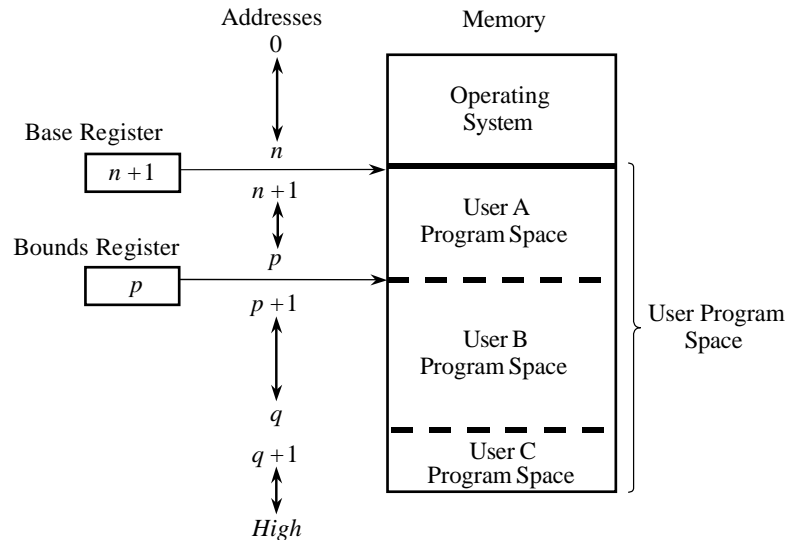 Addresses
Memory
0
Operating
System
Base Register
n + 1
n
n + 1
User A
Program Space
Bounds Register
p
p
p + 1
User B
Program Space
User Program
Space
q
q + 1
User C
Program Space
High